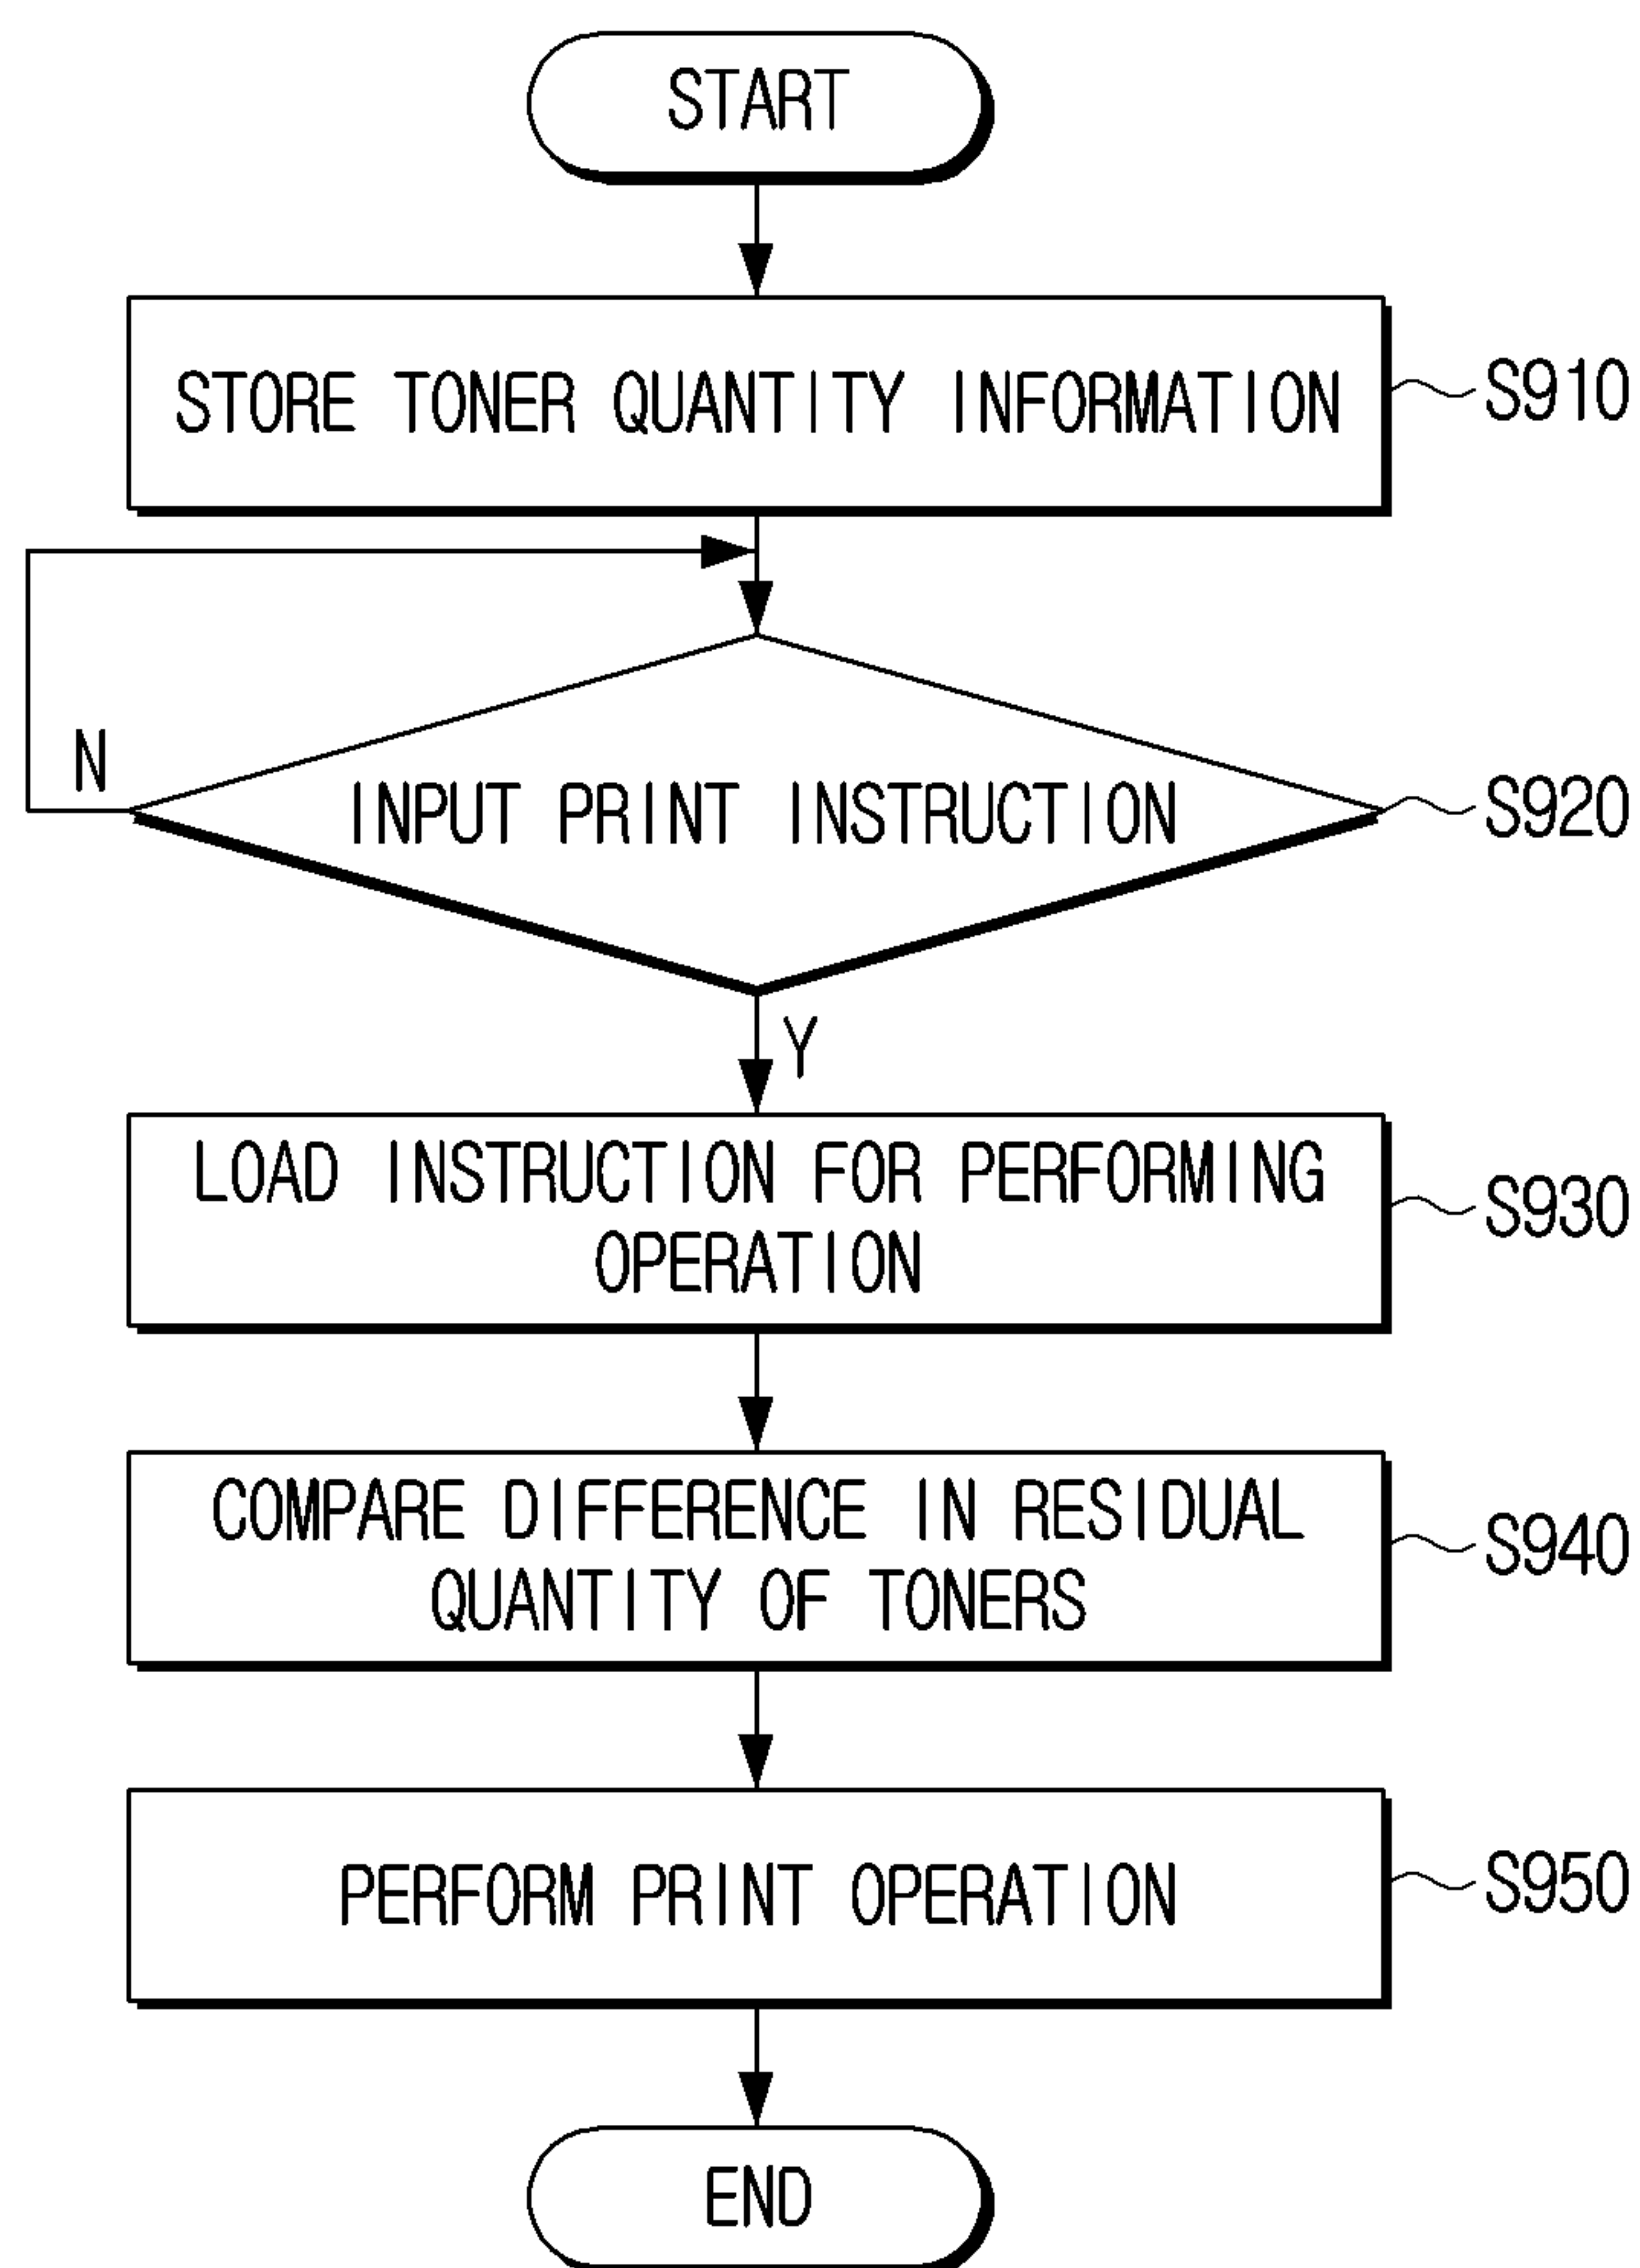 START
STORE TONER QUANTITY INFORMATION
S910
N
INPUT PRINT INSTRUCTION
S920
Y
LOAD INSTRUCTION FOR PERFORMING
OPERATION
S930
COMPARE DIFFERENCE IN RESIDUAL
QUANTITY OF TONERS
S940
PERFORM PRINT OPERATION
S950
END